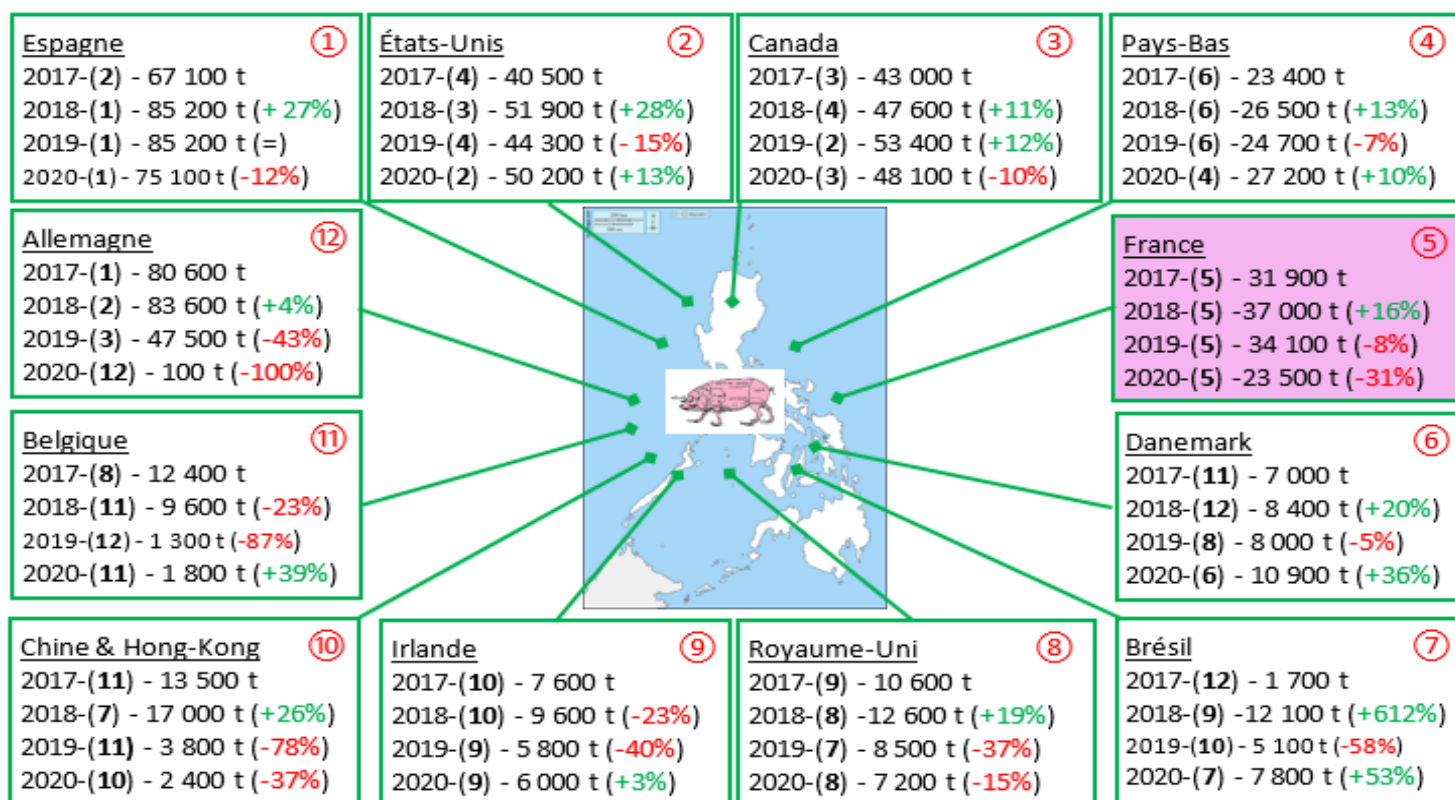 Espagne ①
2017-(2) - 67 100 t
2018-(1) - 85 200 t (+ 27%)
2019-(1) - 85 200 t (=)
2020-(1) - 75 100 t (-12%)
États-Unis ②
2017-(4) - 40 500 t
2018-(3) - 51 900 t (+28%)
2019-(4) - 44 300 t (-15%)
2020-(2) - 50 200 t (+13%)
Canada ③
2017-(3) - 43 000 t
2018-(4) - 47 600 t (+11%)
2019-(2) - 53 400 t (+12%)
2020-(3) - 48 100 t (-10%)
Pays-Bas ④
2017-(6) - 23 400 t
2018-(6) -26 500 t (+13%)
2019-(6) -24 700 t (-7%)
2020-(4) - 27 200 t (+10%)
Allemagne ⑫
2017-(1) - 80 600 t
2018-(2) - 83 600 t (+4%)
2019-(3) - 47 500 t (-43%)
2020-(12) - 100 t (-100%)
France ⑤
2017-(5) - 31 900 t
2018-(5) -37 000 t (+16%)
2019-(5) - 34 100 t (-8%)
2020-(5) -23 500 t (-31%)
Belgique ⑪
2017-(8) - 12 400 t
2018-(11) - 9 600 t (-23%)
2019-(12) - 1 300 t (-87%)
2020-(11) - 1 800 t (+39%)
Danemark ⑥
2017-(11) - 7 000 t
2018-(12) - 8 400 t (+20%)
2019-(8) - 8 000 t (-5%)
2020-(6) - 10 900 t (+36%)
Chine & Hong-Kong ⑩
2017-(11) - 13 500 t
2018-(7) - 17 000 t (+26%)
2019-(11) - 3 800 t (-78%)
2020-(10) - 2 400 t (-37%)
Irlande ⑨
2017-(10) - 7 600 t
2018-(10) - 9 600 t (-23%)
2019-(9) - 5 800 t (-40%)
2020-(9) - 6 000 t (+3%)
Royaume-Uni ⑧
2017-(9) - 10 600 t
2018-(8) -12 600 t (+19%)
2019-(7) - 8 500 t (-37%)
2020-(8) - 7 200 t (-15%)
Brésil ⑦
2017-(12) - 1 700 t
2018-(9) -12 100 t (+612%)
2019-(10) - 5 100 t (-58%)
2020-(7) - 7 800 t (+53%)